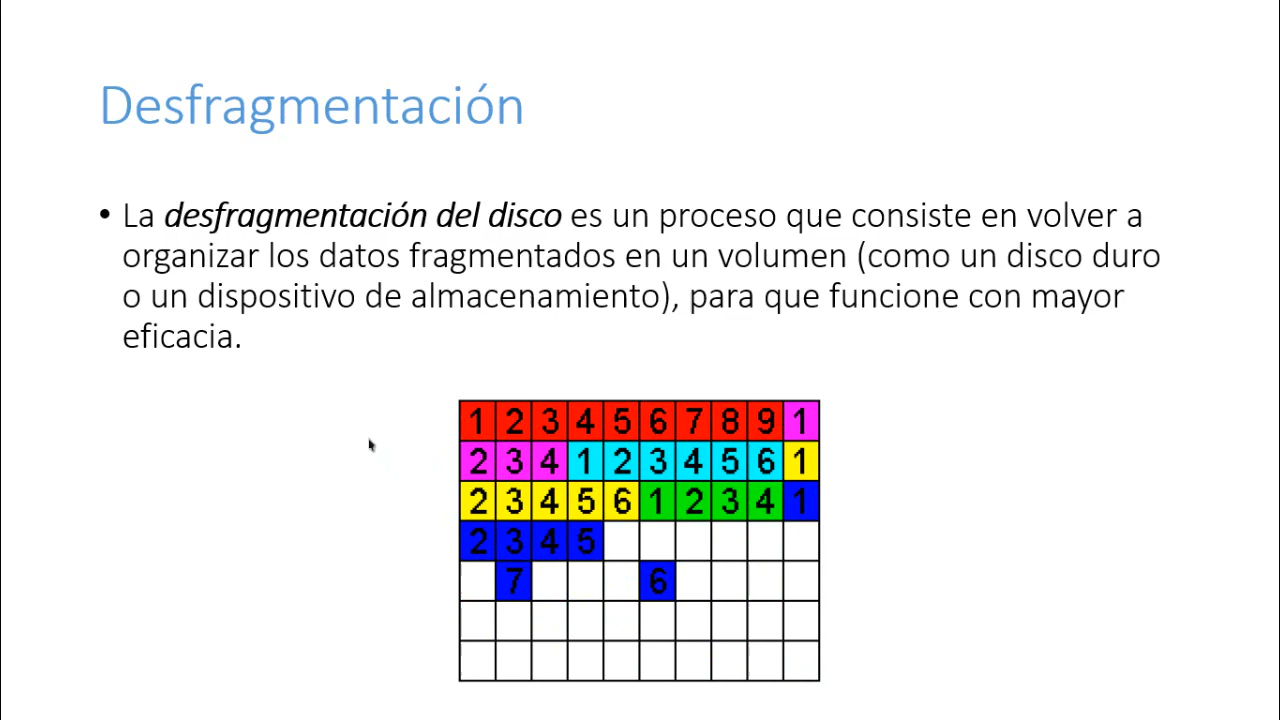 Desfragmentación
• La desfragmentación del disco es un proceso que consiste en volver a
organizar los datos fragmentados en un volumen (como un disco duro
o un dispositivo de almacenamiento), para que funcione con mayor
eficacia.
1 2 3 4 5 6 7 8 9 1
2 3 4 1 2 3 4 5 6 1
2 3 4 5 6 1 2 3 4 1
2 3 4 5
7 6